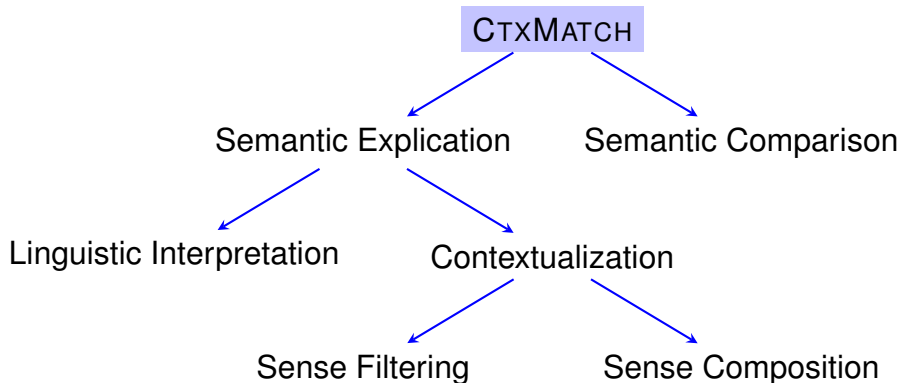 CTXMATCH
Semantic Explication Semantic Comparison
Linguistic Interpretation Contextualization
Sense Filtering Sense Composition